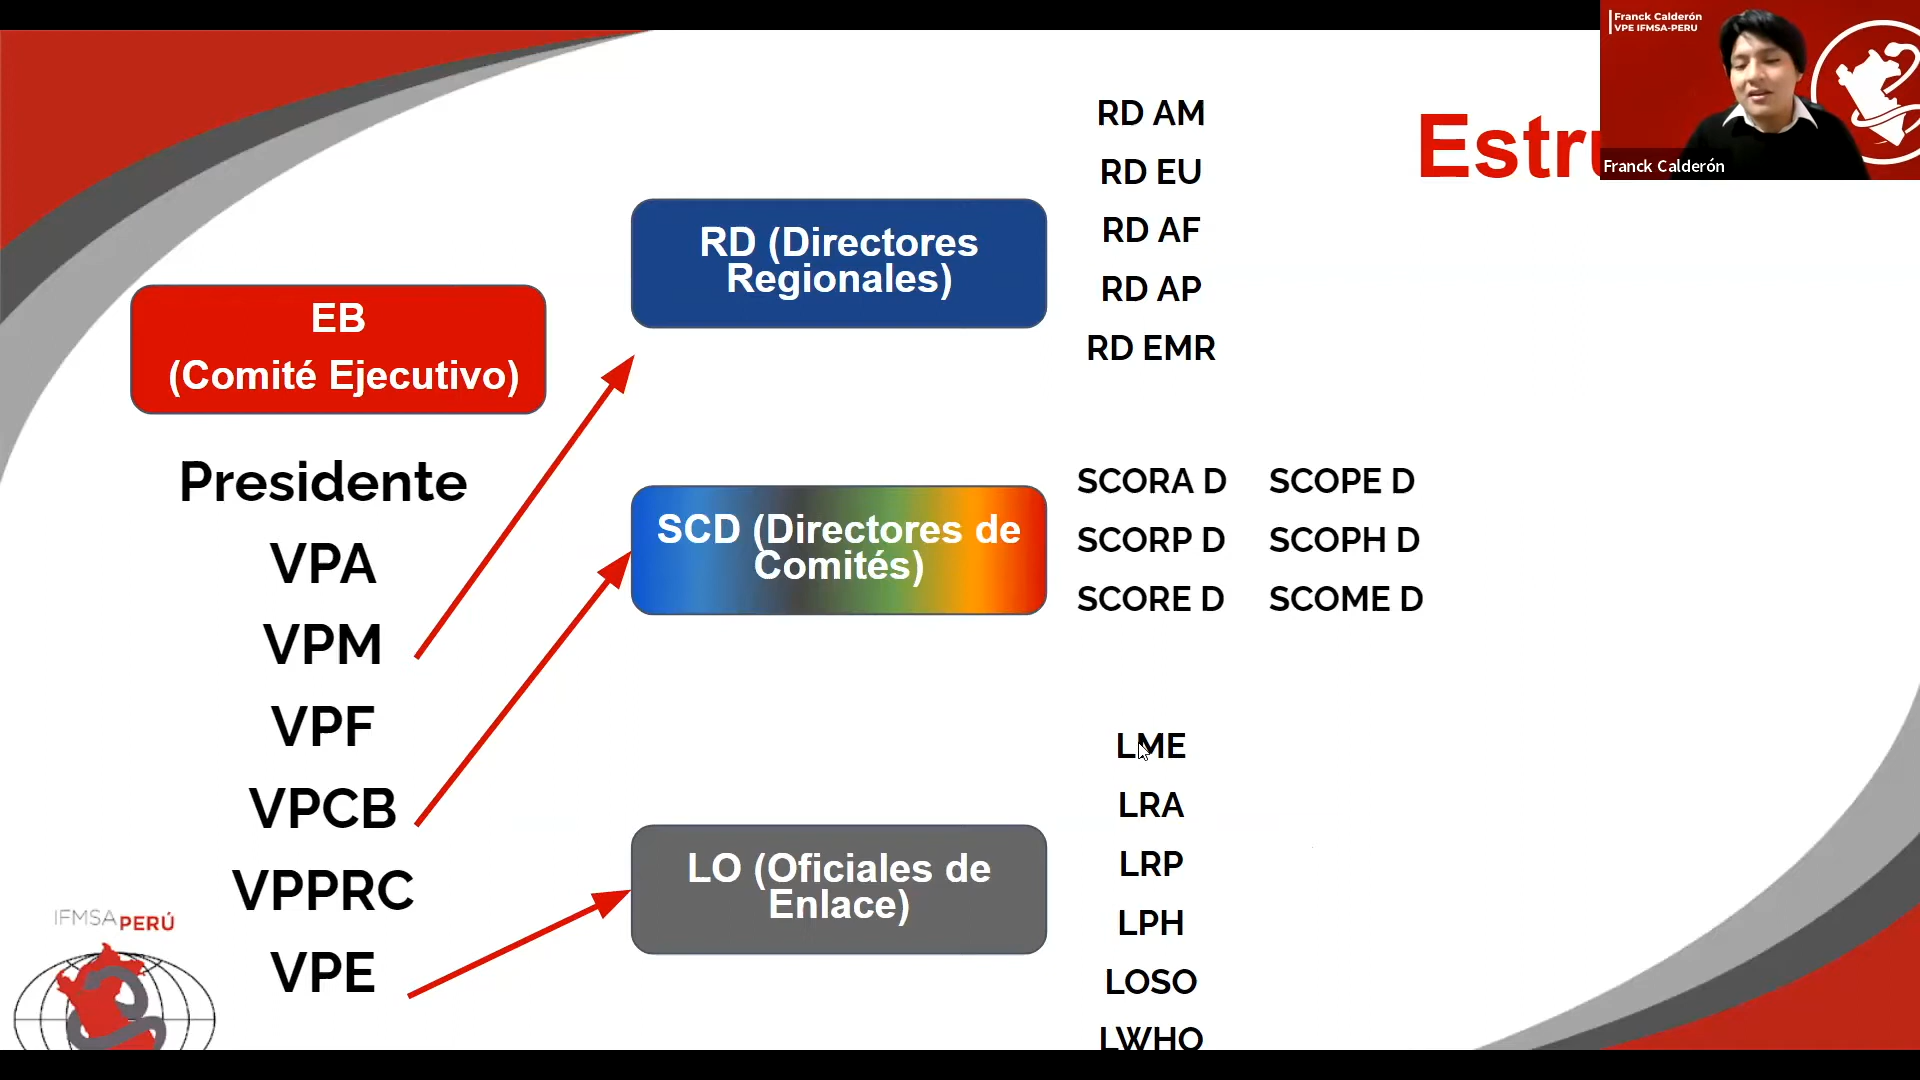 Franck Calderón
VPE IFMSA-PERU
Franck Calderón
Estru
EB
(Comité Ejecutivo)
Presidente
VPA
VPM
VPF
VPCB
VPPRC
VPE
RD (Directores
Regionales)
RD AM
RD EU
RD AF
RD AP
RD EMR
SCD (Directores de
Comités)
SCORA D SCOPE D
SCORP D SCOPH D
SCORE D SCOME D
LO (Oficiales de
Enlace)
LME
LRA
LRP
LPH
LOSO
LWHO
IFMSA PERÚ